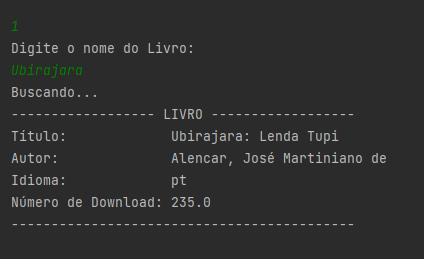 1
Digite o nome do Livro:
Ubirajara
Buscando...
------------------ LIVRO ------------------
Título:             Ubirajara: Lenda Tupi
Autor:              Alencar, José Martiniano de
Idioma:             pt
Número de Download: 235.0
-------------------------------------------